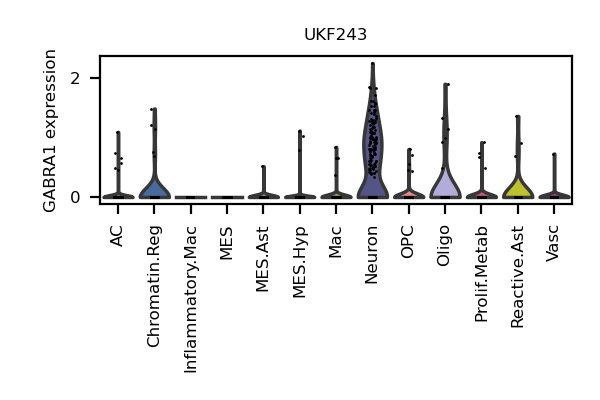 UKF243
GABRA1 expression
2
0
AC
Chromatin.Reg
Inflammatory.Mac
MES
MES.Ast
MES.Hyp
Mac
Neuron
OPC
Oligo
Prolif.Metab
Reactive.Ast
Vasc